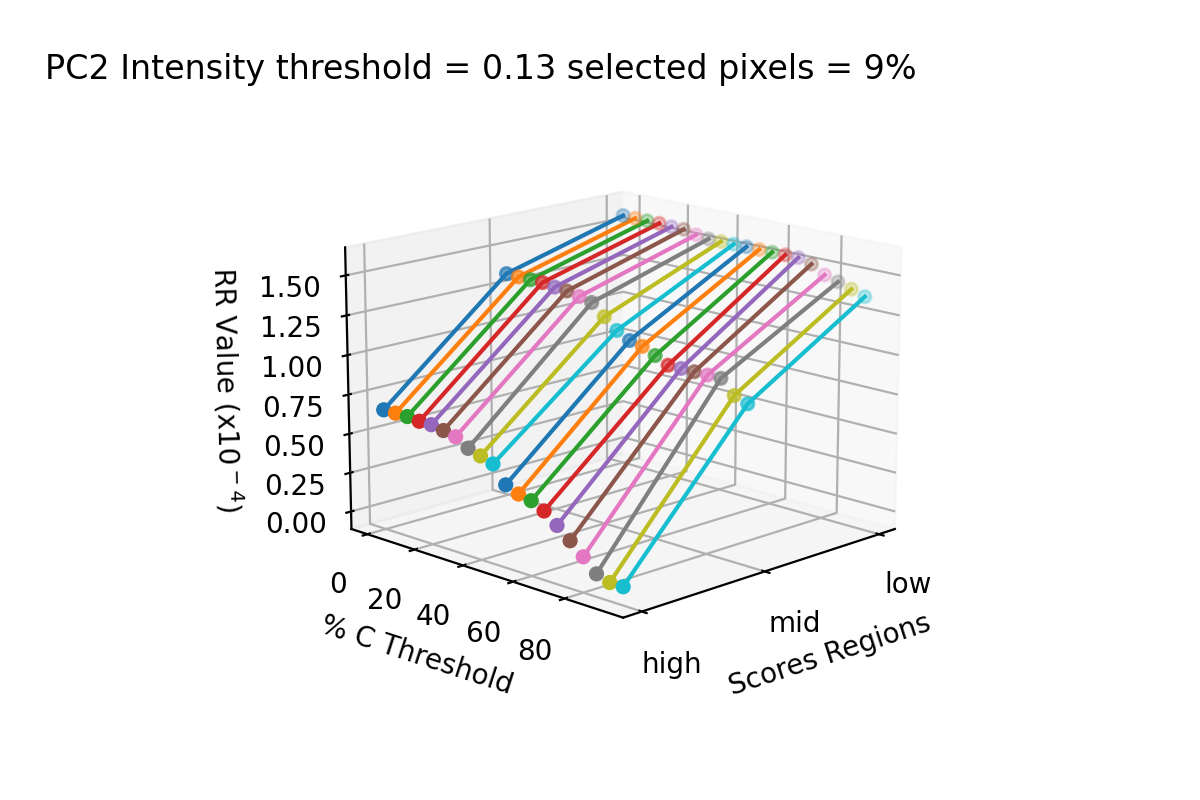 PC2 Intensity threshold = 0.13 selected pixels = 9%
RR Value (x10⁻⁴)
1.50
1.25
1.00
0.75
0.50
0.25
0.00
0
20
40
60
80
% C Threshold
high
mid
low
Scores Regions